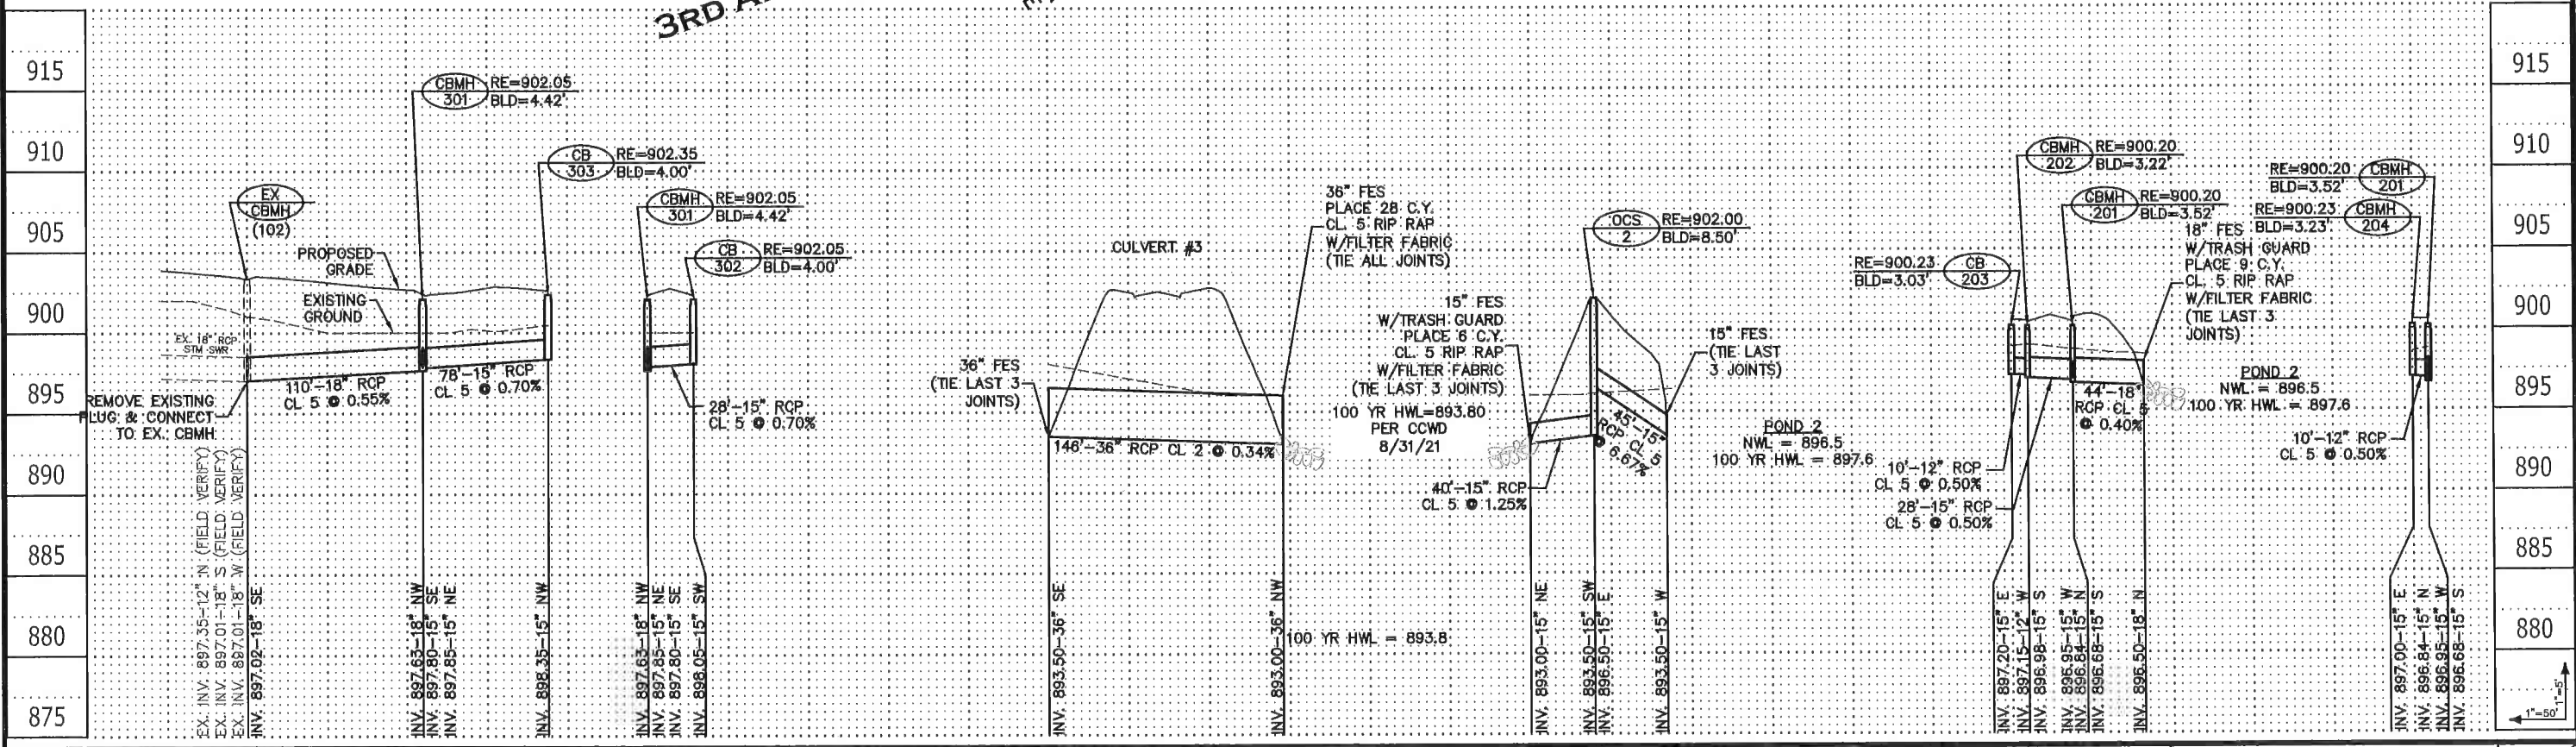 3RD A
915
910
905
900
895
890
885
880
875
EX
CBMH
(102)
PROPOSED
GRADE
EXISTING
GROUND
EX. 18" RCP
STM SWR
REMOVE EXISTING
PLUG & CONNECT
TO EX. CBMH
110'-18" RCP
CL 5 @ 0.55%
78'-15" RCP
CL 5 @ 0.70%
CBMH
301
RE=902.05
BLD=4.42'
CB
303
RE=902.35
BLD=4.00'
CBMH
301
RE=902.05
BLD=4.42'
CB
302
RE=902.05
BLD=4.00'
28'-15" RCP
CL 5 @ 0.70%
EX. INV. 897.35-12" N (FIELD VERIFY)
EX. INV. 897.01-18" S (FIELD VERIFY)
EX. INV. 897.01-18" W (FIELD VERIFY)
INV. 897.02-18" SE
INV. 897.63-18" NW
INV. 897.80-15" SE
INV. 897.85-15" NE
INV. 898.35-15" NW
INV. 897.63-18" NW
INV. 897.85-15" NE
INV. 897.80-15" SE
INV. 898.05-15" SW
CULVERT #3
36" FES
(TIE LAST 3
JOINTS)
146'-36" RCP CL 2 @ 0.34%
36" FES
PLACE 28 C.Y.
CL. 5 RIP RAP
W/FILTER FABRIC
(TIE ALL JOINTS)
INV. 893.50-36" SE
INV. 893.00-36" NW
100 YR HWL = 893.8
15" FES
W/TRASH GUARD
PLACE 6 C.Y.
CL. 5 RIP RAP
W/FILTER FABRIC
(TIE LAST 3 JOINTS)
100 YR HWL=893.80
PER CCWD
8/31/21
OCS
2
RE=902.00
BLD=8.50'
15" FES
(TIE LAST
3 JOINTS)
45'-15"
RCP CL 5
@ 6.67%
40'-15" RCP
CL 5 @ 1.25%
POND 2
NWL = 896.5
100 YR HWL = 897.6
INV. 893.00-15" NE
INV. 893.50-15" SW
INV. 896.50-15" E
INV. 893.50-15" W
CBMH
202
RE=900.20
BLD=3.22'
CBMH
201
RE=900.20
BLD=3.52'
RE=900.23
BLD=3.03'
CB
203
18" FES
W/TRASH GUARD
PLACE 9 C.Y.
CL. 5 RIP RAP
W/FILTER FABRIC
(TIE LAST 3
JOINTS)
44'-18"
RCP CL 5
@ 0.40%
10'-12" RCP
CL 5 @ 0.50%
28'-15" RCP
CL 5 @ 0.50%
POND 2
NWL = 896.5
100 YR HWL = 897.6
INV. 897.20-15" E
INV. 897.15-12" W
INV. 896.98-15" S
INV. 896.95-15" W
INV. 896.84-15" N
INV. 896.68-15" S
INV. 896.50-18" N
RE=900.20
BLD=3.52'
CBMH
201
RE=900.23
BLD=3.23'
CBMH
204
10'-12" RCP
CL 5 @ 0.50%
INV. 897.00-15" E
INV. 896.84-15" N
INV. 896.95-15" W
INV. 896.68-15" S
915
910
905
900
895
890
885
880
1"=5'
1"=50'